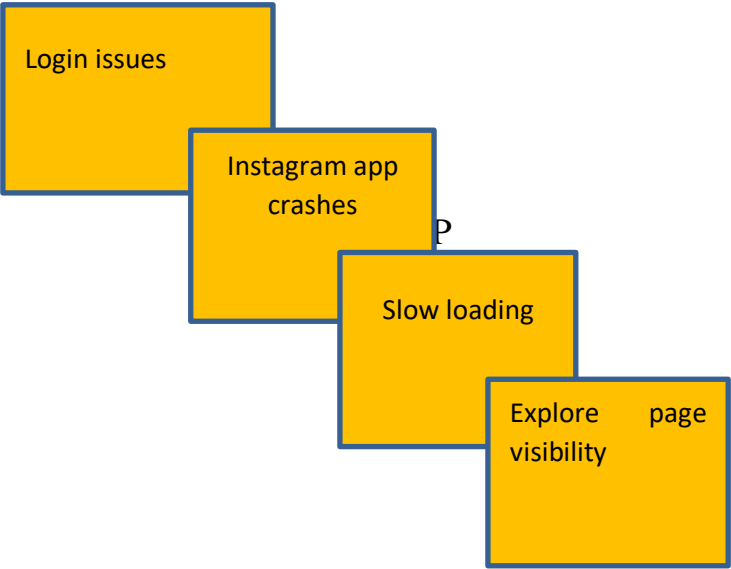 Login issues
Instagram app
crashes
P
Slow loading
Explore page
visibility